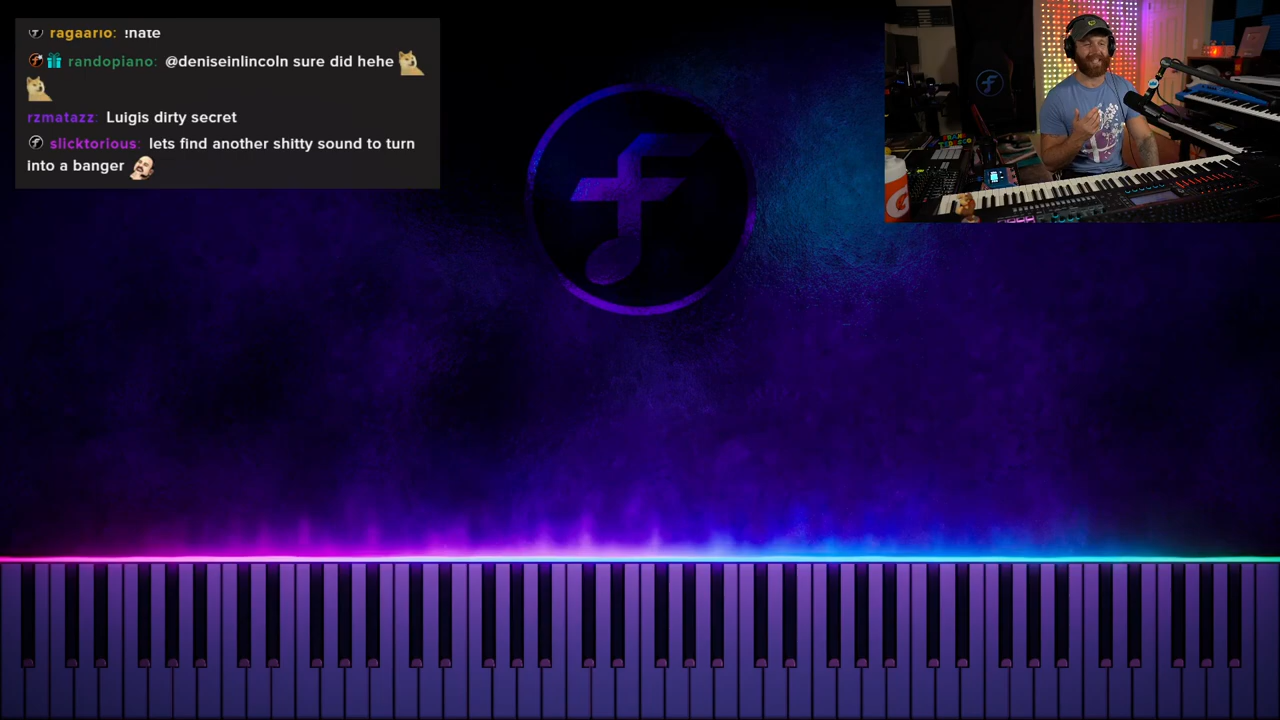 ragaario: !nate
randopiano: @deniseinlincoln sure did hehe
rzmatazz: Luigis dirty secret
slicktorious: lets find another shitty sound to turn
into a banger